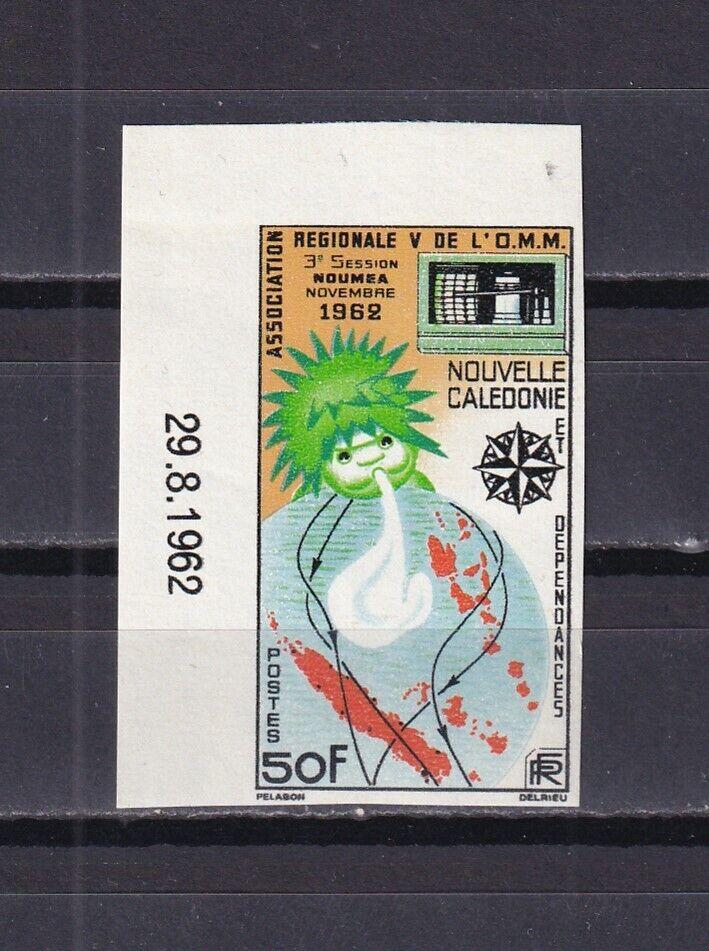 ASSOCIATION REGIONALE V DE L'O.M.M.
3e SESSION
NOUMEA
NOVEMBRE
1962
NOUVELLE
CALEDONIE
ET DEPENDANCES
29.8.1962
POSTES
50F
RF
PELABON
DELRIEU